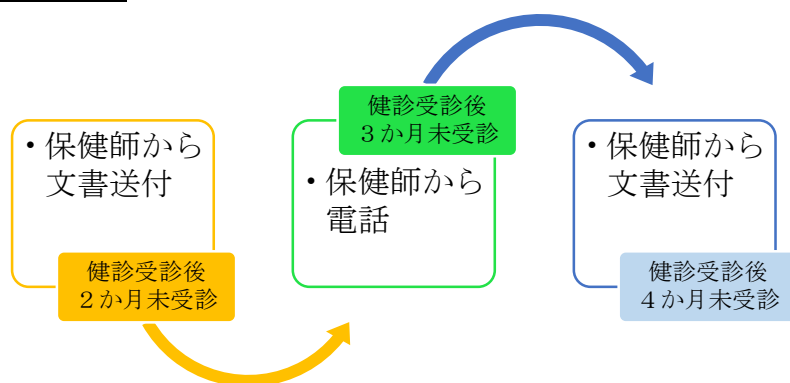 ・保健師から
文書送付
健診受診後
２か月未受診
健診受診後
３か月未受診
・保健師から
電話
・保健師から
文書送付
健診受診後
４か月未受診